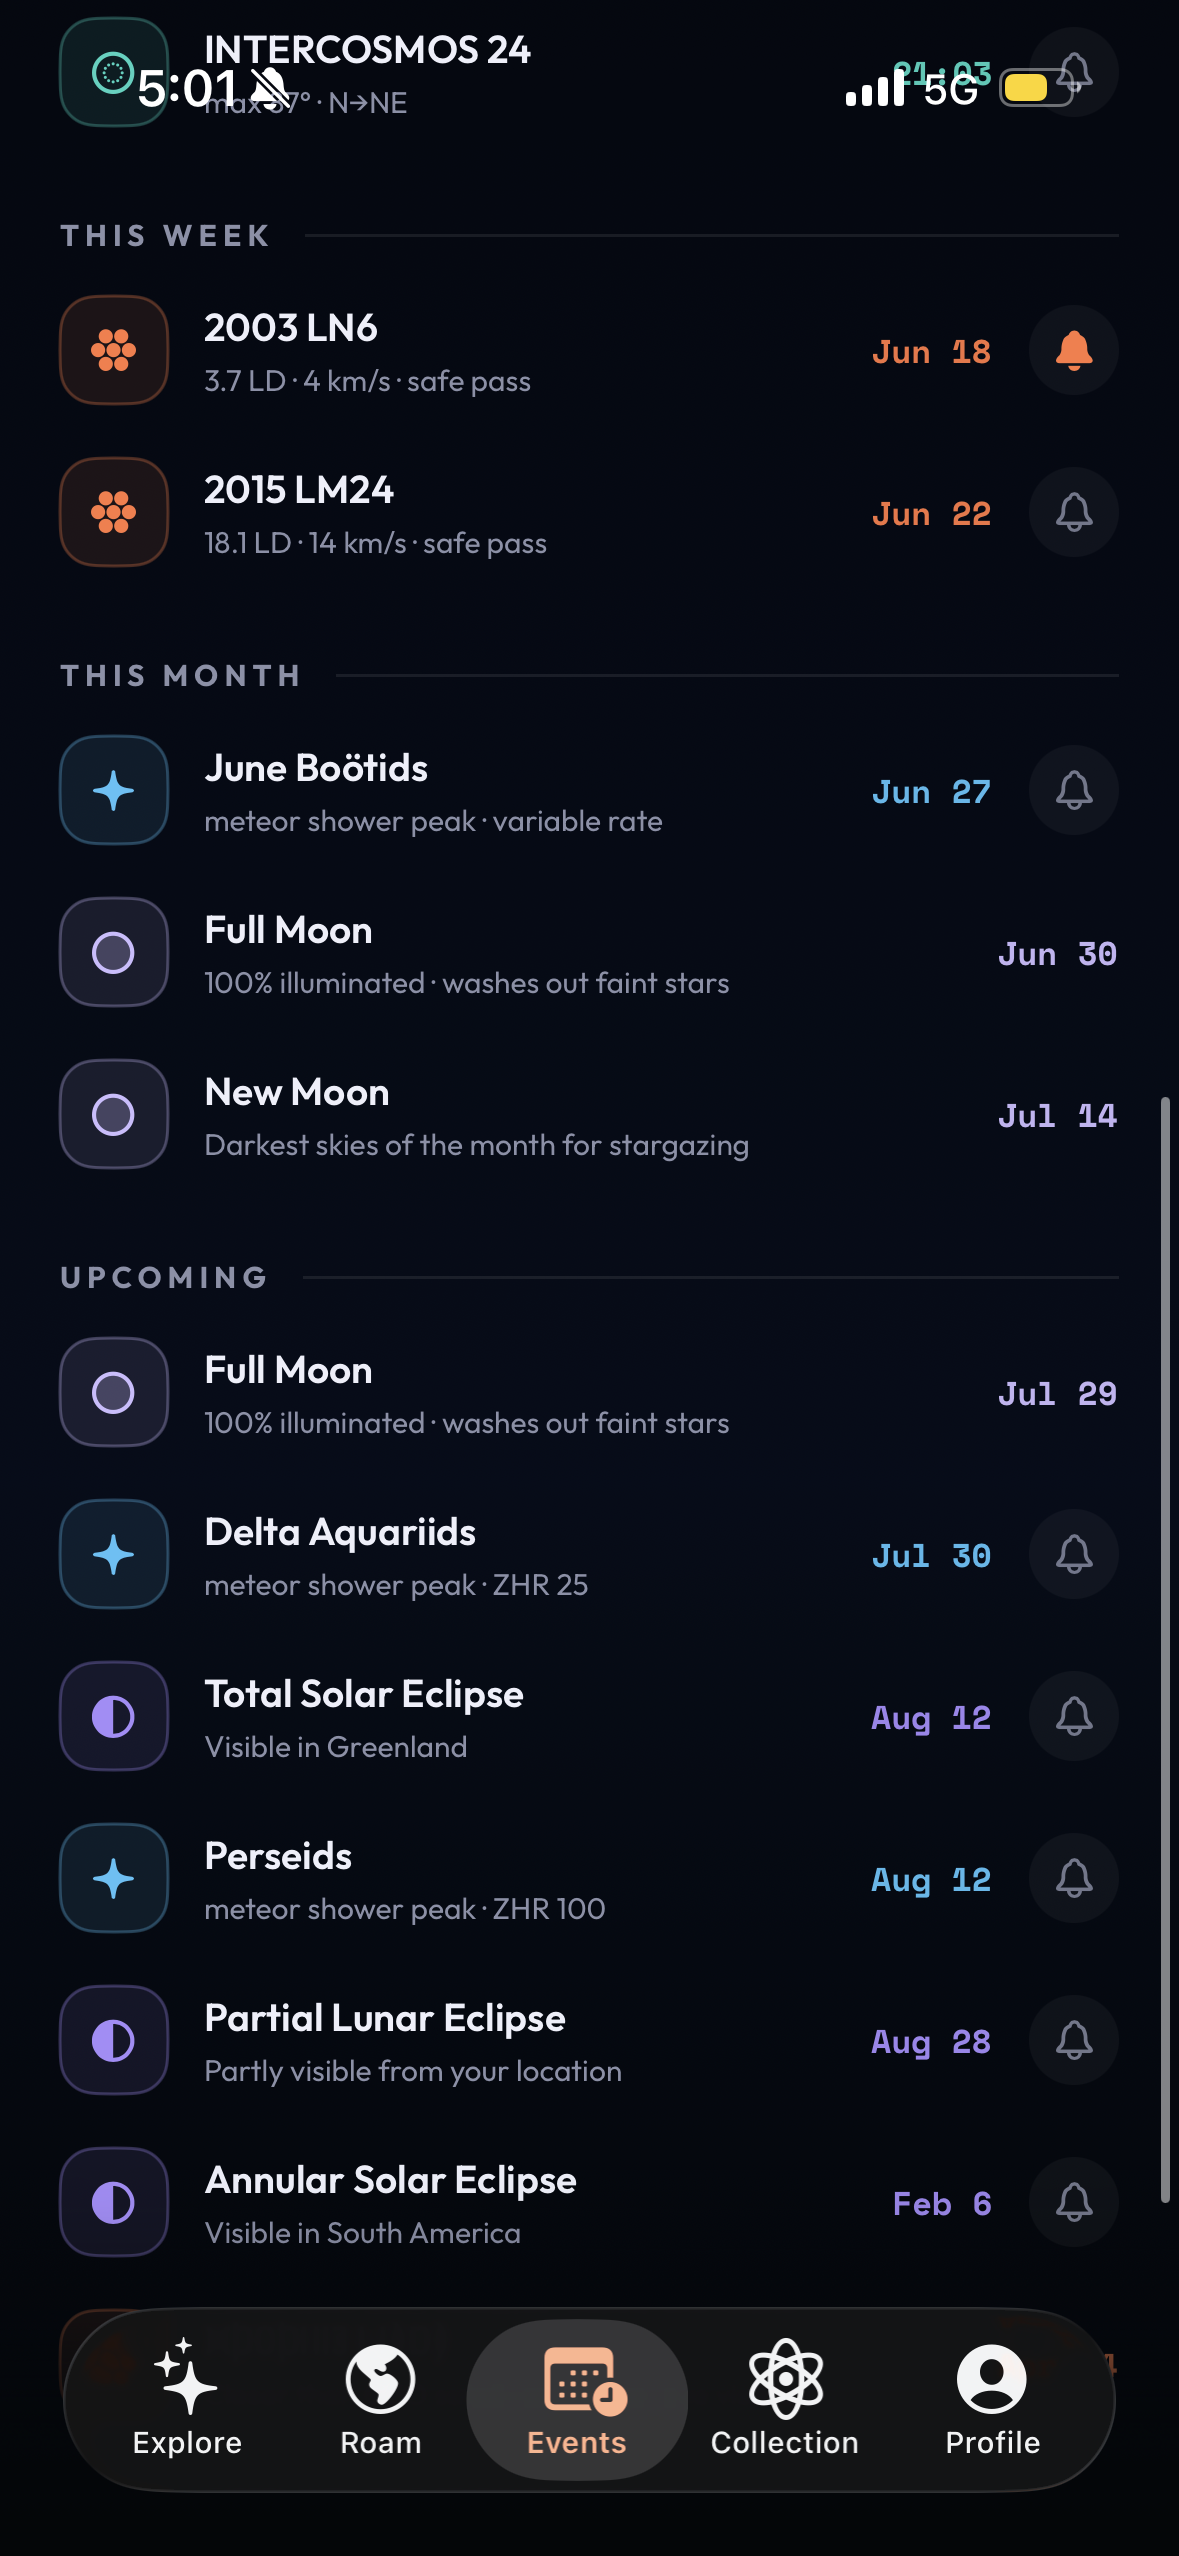 INTERCOSMOS 24
21:03
5:01
5G
max 37° · N→NE
THIS WEEK
2003 LN6
3.7 LD · 4 km/s · safe pass
Jun 18
2015 LM24
18.1 LD · 14 km/s · safe pass
Jun 22
THIS MONTH
June Boötids
meteor shower peak · variable rate
Jun 27
Full Moon
100% illuminated · washes out faint stars
Jun 30
New Moon
Darkest skies of the month for stargazing
Jul 14
UPCOMING
Full Moon
100% illuminated · washes out faint stars
Jul 29
Delta Aquariids
meteor shower peak · ZHR 25
Jul 30
Total Solar Eclipse
Visible in Greenland
Aug 12
Perseids
meteor shower peak · ZHR 100
Aug 12
Partial Lunar Eclipse
Partly visible from your location
Aug 28
Annular Solar Eclipse
Visible in South America
Feb 6
Explore
Roam
Events
Collection
Profile